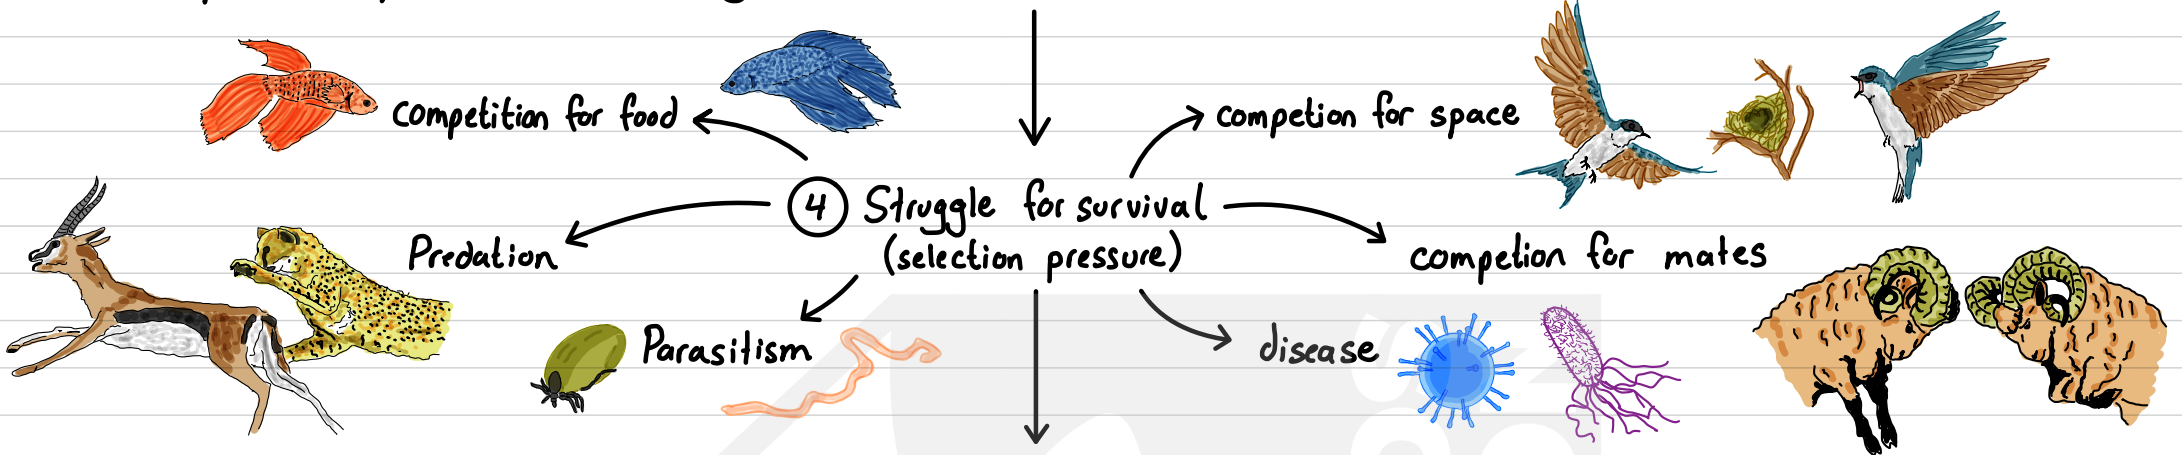 competition for food
competion for space
4 Struggle for survival
(selection pressure)
Predation
competion for mates
Parasitism
disease